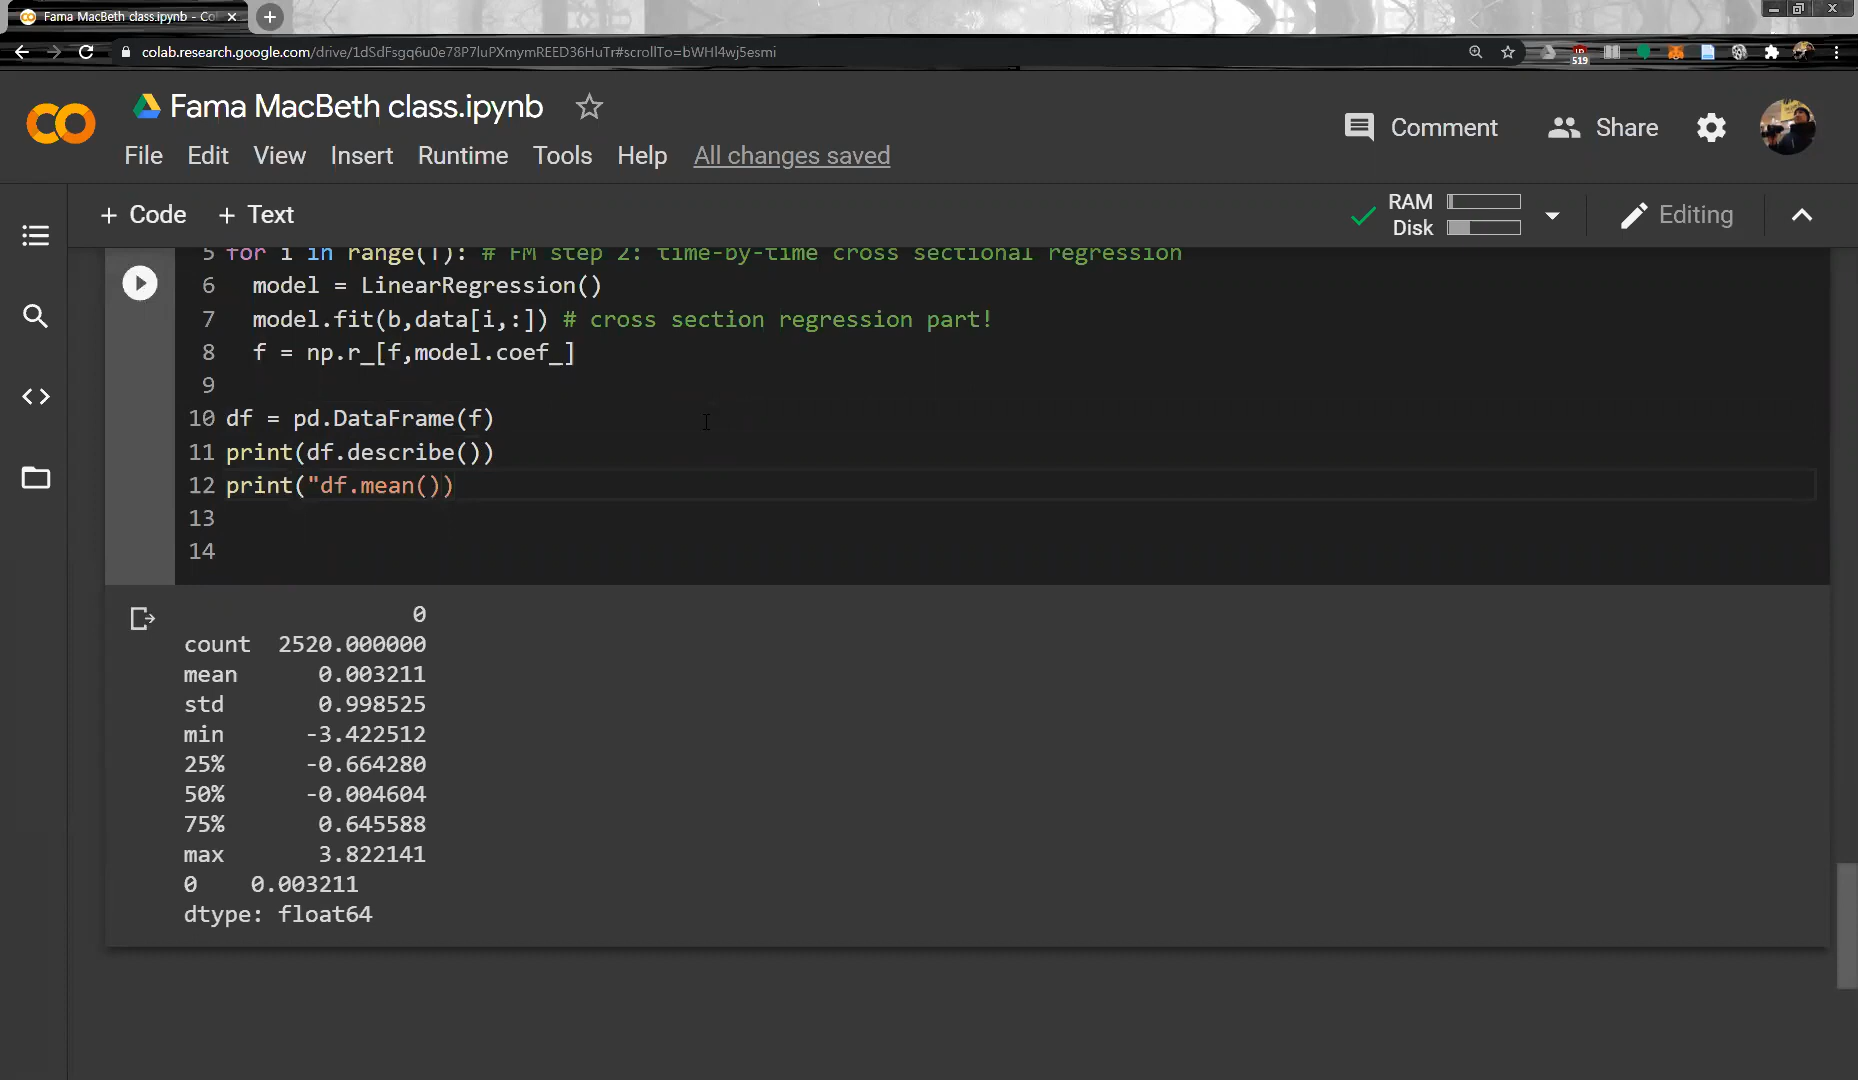 Fama MacBeth class.ipynb - Co
colab.research.google.com/drive/1dSdFsgq6u0e78P7luPXmymREED36HuTr#scrollTo=bWHl4wj5esmi
519
Fama MacBeth class.ipynb
Comment
Share
File Edit View Insert Runtime Tools Help All changes saved
+ Code + Text
RAM
Disk
Editing
5 for i in range(T): # FM step 2: time-by-time cross sectional regression
6 model = LinearRegression()
7 model.fit(b,data[i,:]) # cross section regression part!
8 f = np.r_[f,model.coef_]
9
10 df = pd.DataFrame(f)
11 print(df.describe())
12 print("df.mean())
13
14
0
count 2520.000000
mean 0.003211
std 0.998525
min -3.422512
25% -0.664280
50% -0.004604
75% 0.645588
max 3.822141
0 0.003211
dtype: float64